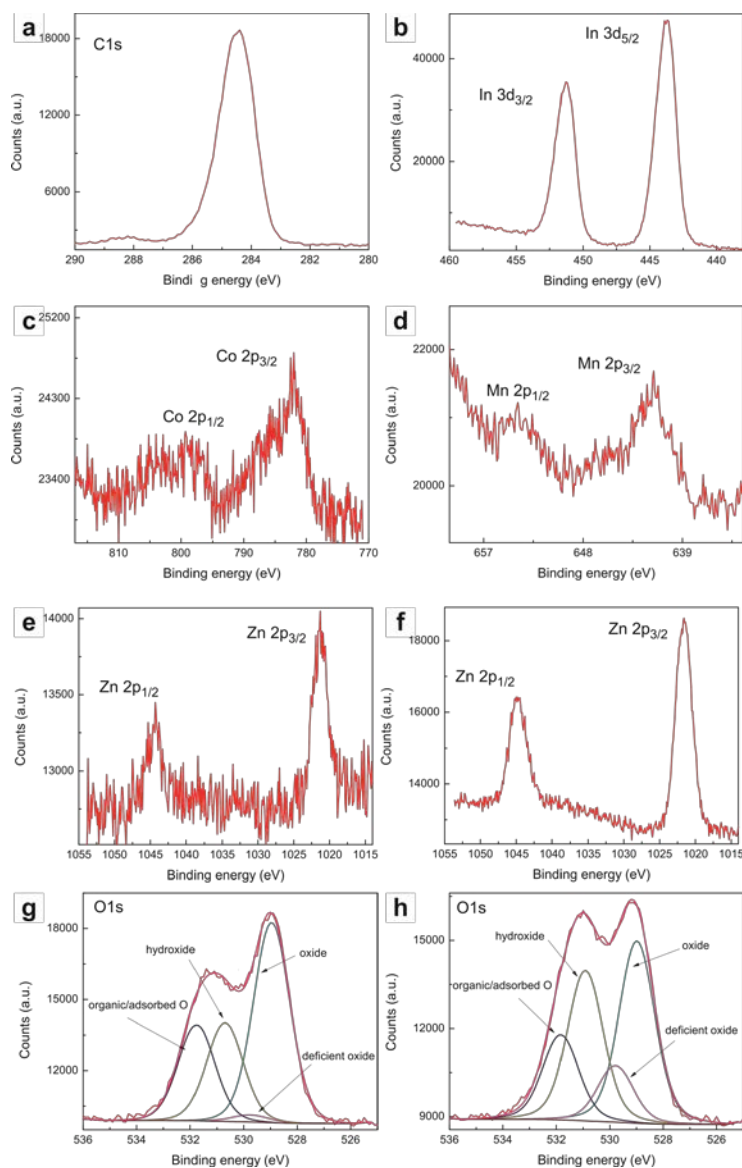 a
C1s
18000
12000
6000
Counts (a.u.)
290 288 286 284 282 280
Bindi g energy (eV)
b
In 3d5/2
In 3d3/2
40000
20000
Counts (a.u.)
460 455 450 445 440
Binding energy (eV)
c
25200
24300
23400
Counts (a.u.)
Co 2p3/2
Co 2p1/2
810 800 790 780 770
Binding energy (eV)
d
22000
21000
20000
Counts (a.u.)
Mn 2p3/2
Mn 2p1/2
657 648 639
Binding energy (eV)
e
14000
13500
13000
Counts (a.u.)
Zn 2p3/2
Zn 2p1/2
1055 1050 1045 1040 1035 1030 1025 1020 1015
Binding energy (eV)
f
18000
16000
14000
Counts (a.u.)
Zn 2p3/2
Zn 2p1/2
1055 1050 1045 1040 1035 1030 1025 1020 1015
Binding energy (eV)
g
O1s
18000
15000
12000
Counts (a.u.)
hydroxide
oxide
organic/adsorbed O
deficient oxide
536 534 532 530 528 526
Binding energy (eV)
h
O1s
15000
12000
9000
Counts (a.u.)
hydroxide
oxide
organic/adsorbed O
deficient oxide
536 534 532 530 528 526
Binding energy (eV)